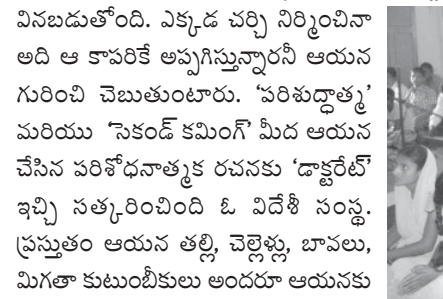 వినబడుతోంది. ఎక్కడ చర్చి నిర్మించినా
అది ఆ కాపరికే అప్పగిస్తున్నారనీ ఆయన
గురించి చెబుతుంటారు. ‘పరిశుద్ధాత్మ’
మరియు ‘సెకండ్ కమింగ్’ మీద ఆయన
చేసిన పరిశోధనాత్మక రచనకు ‘డాక్టరేట్’
ఇచ్చి సత్కరించింది ఓ విదేశీ సంస్థ.
ప్రస్తుతం ఆయన తల్లి, చెల్లెళ్లు, బావలు,
మిగతా కుటుంబీకులు అందరూ ఆయనకు